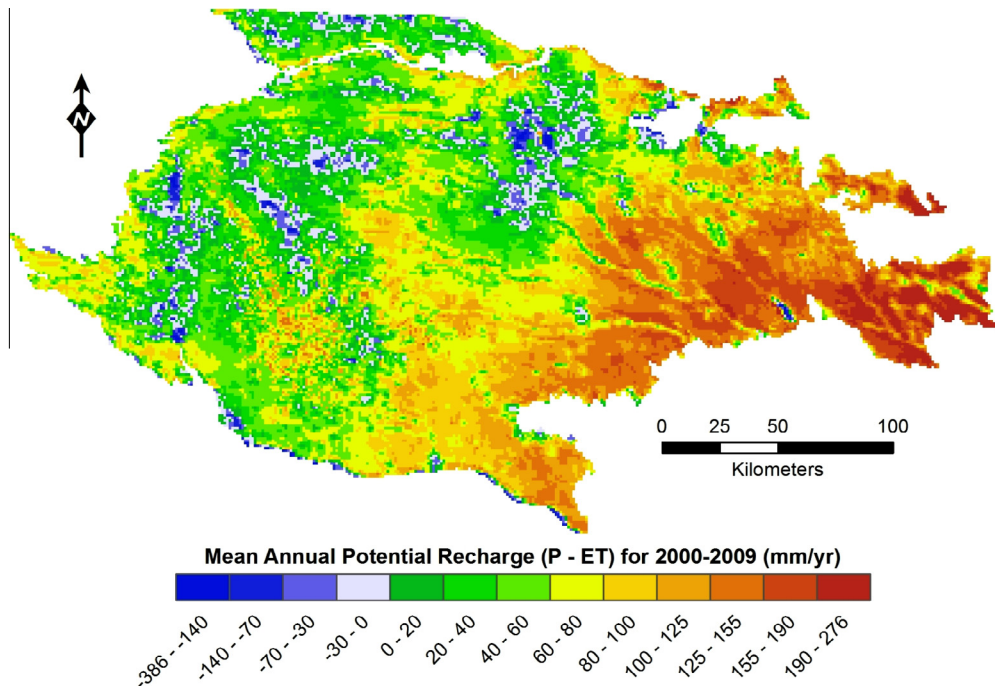 N
0 25 50 100
Kilometers
Mean Annual Potential Recharge (P - ET) for 2000-2009 (mm/yr)
-386 - -140
-140 - -70
-70 - -30
-30 - 0
0 - 20
20 - 40
40 - 60
60 - 80
80 - 100
100 - 125
125 - 155
155 - 190
190 - 276